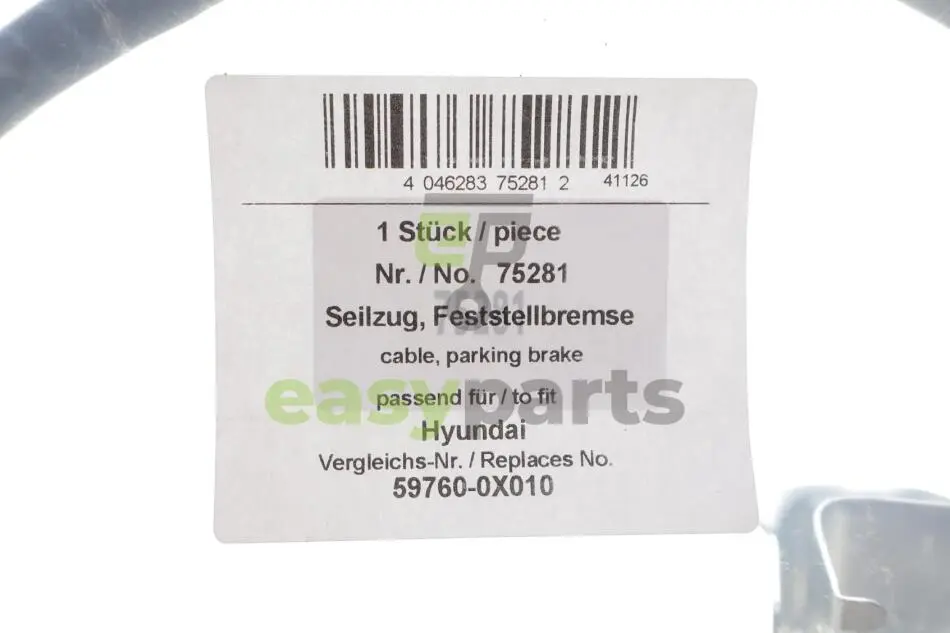 4 046283 75281 2 41126
1 Stück / piece
Nr. / No. 75281
75281
Seilzug, Feststellbremse
cable, parking brake
easyparts
passend für / to fit
Hyundai
Vergleichs-Nr. / Replaces No.
59760-0X010